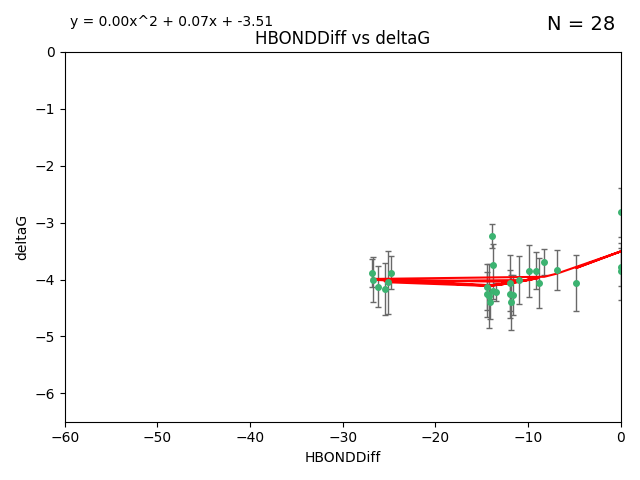 y = 0.00x^2 + 0.07x + -3.51
N = 28
HBONDDiff vs deltaG
0
−1
−2
−3
−4
−5
−6
deltaG
−60 −50 −40 −30 −20 −10 0
HBONDDiff